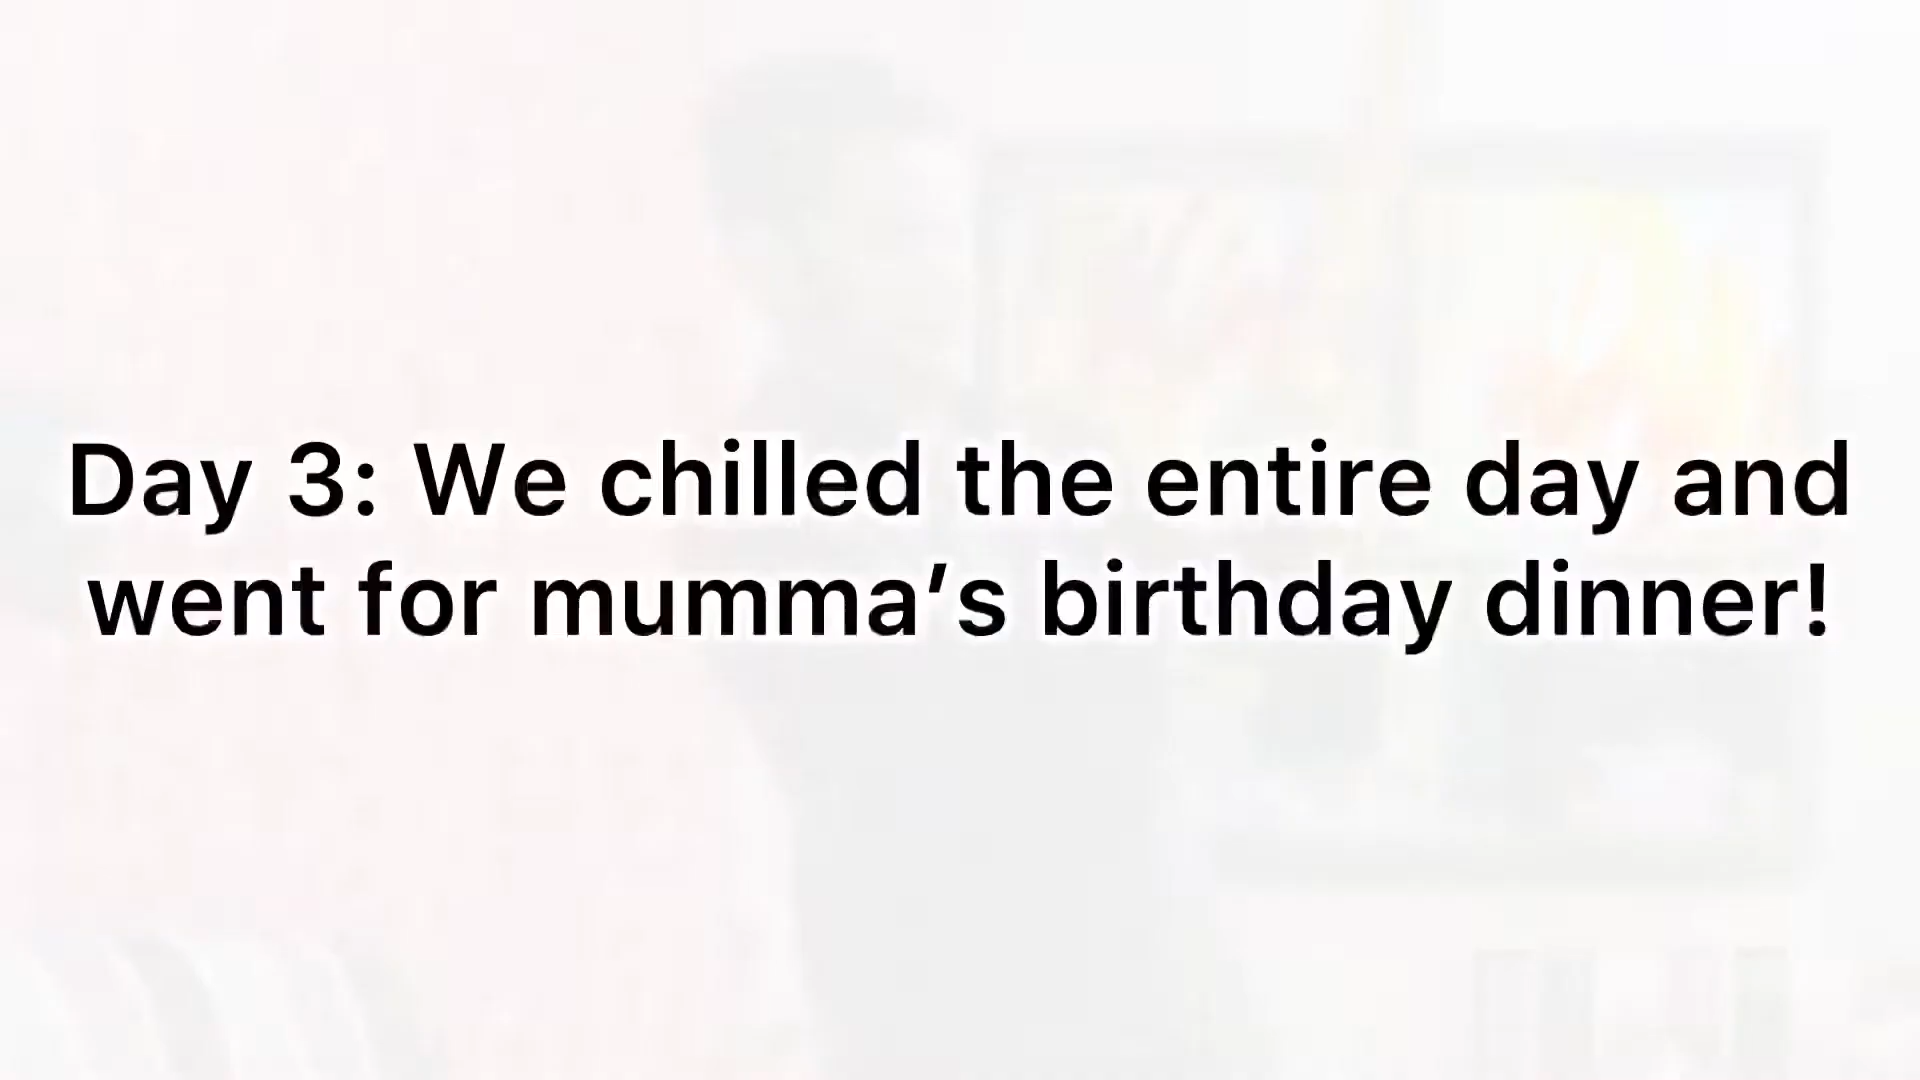 Day 3: We chilled the entire day and
went for mumma’s birthday dinner!